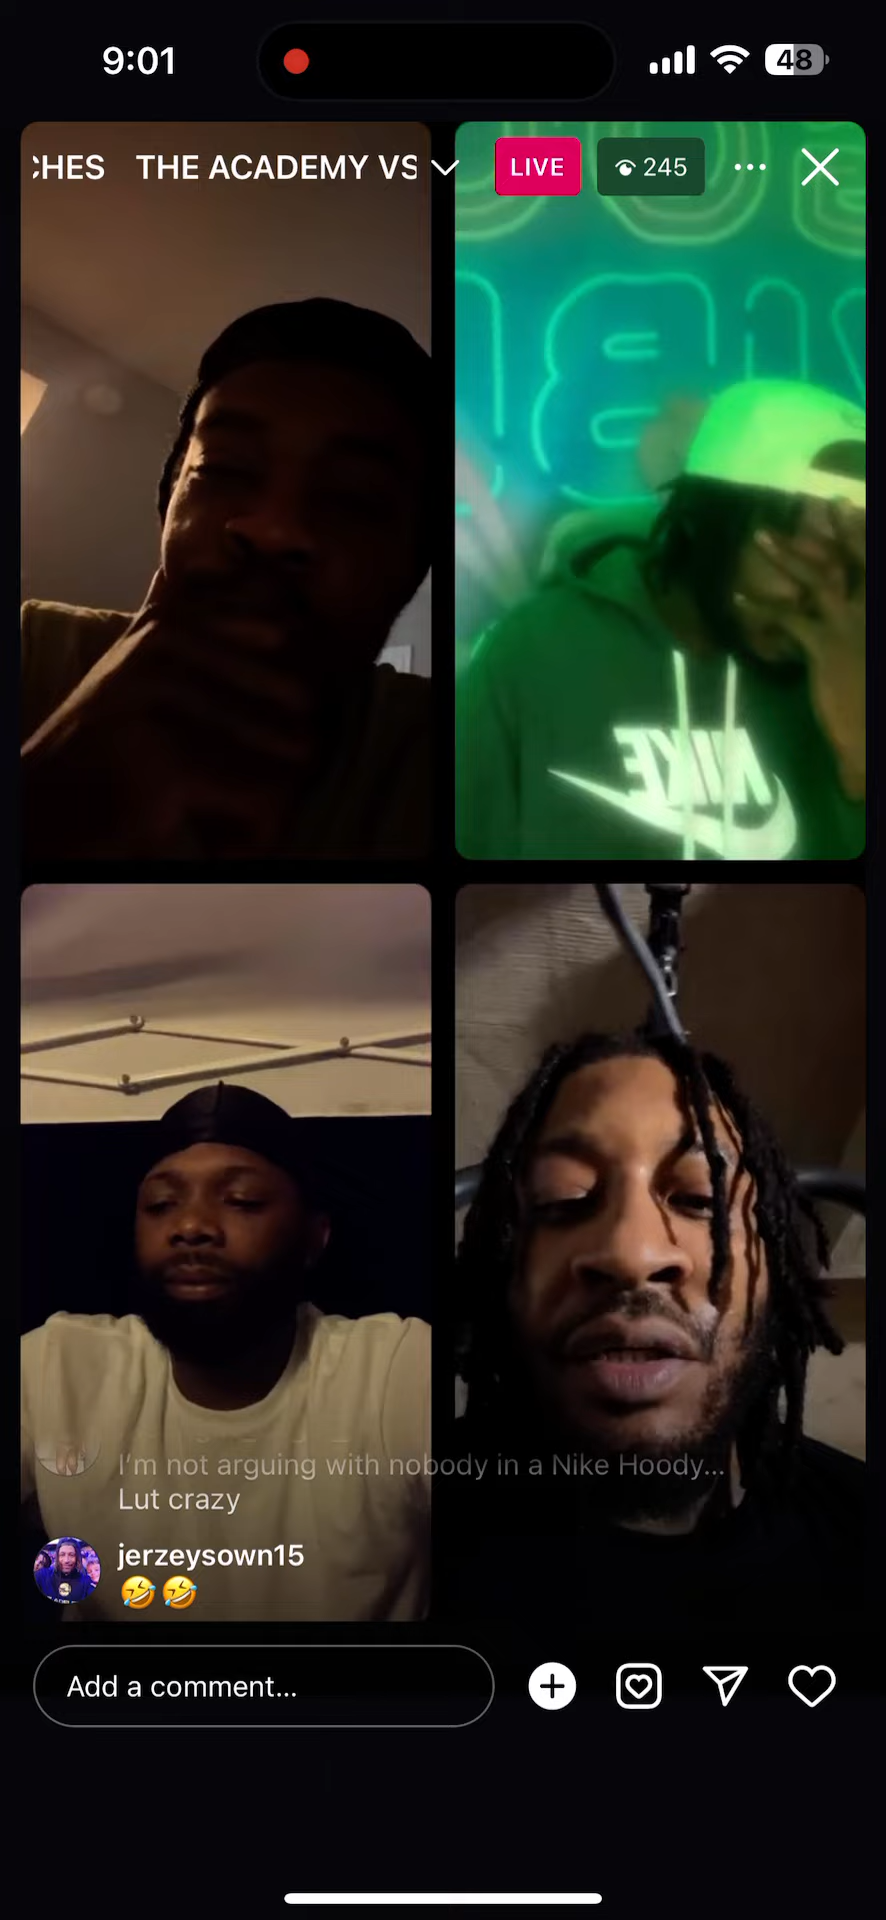 9:01
48
CHES THE ACADEMY VS
LIVE
245
NIKE
I'm not arguing with nobody in a Nike Hoody...
Lut crazy
jerzeysown15
🤣🤣
Add a comment...